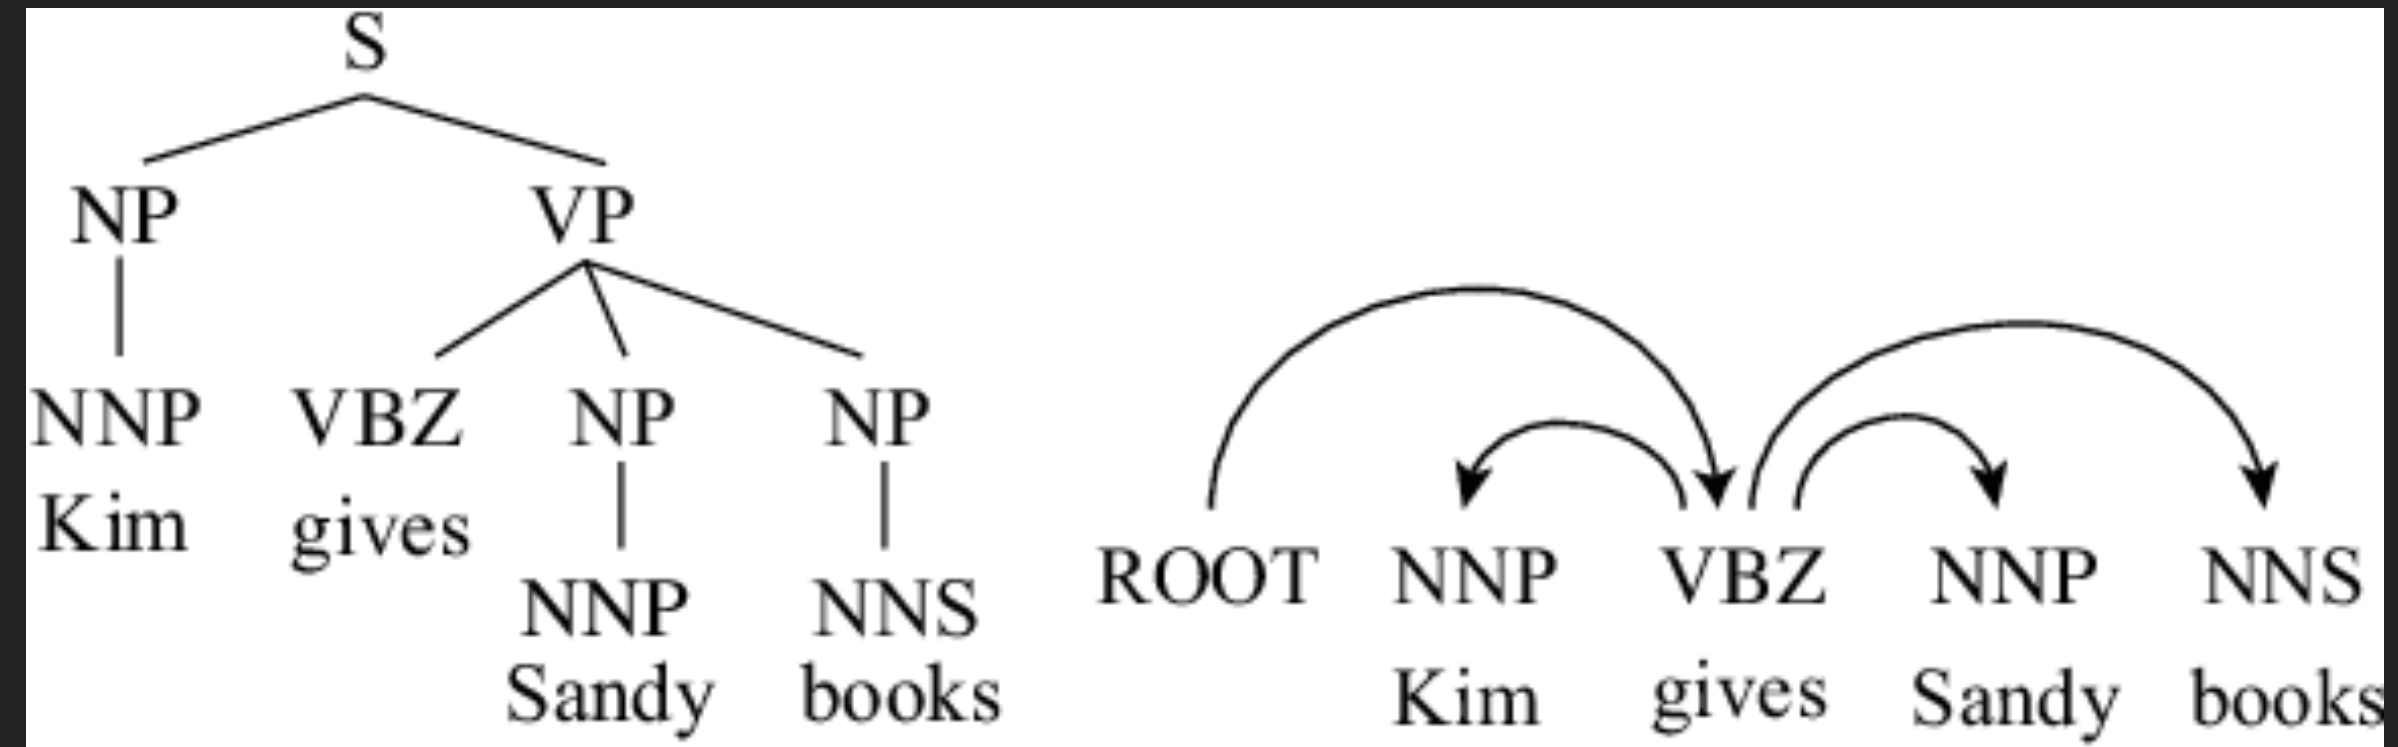 S
NP VP
NNP VBZ NP NP
Kim gives
NNP NNS
Sandy books
ROOT NNP VBZ NNP NNS
Kim gives Sandy books